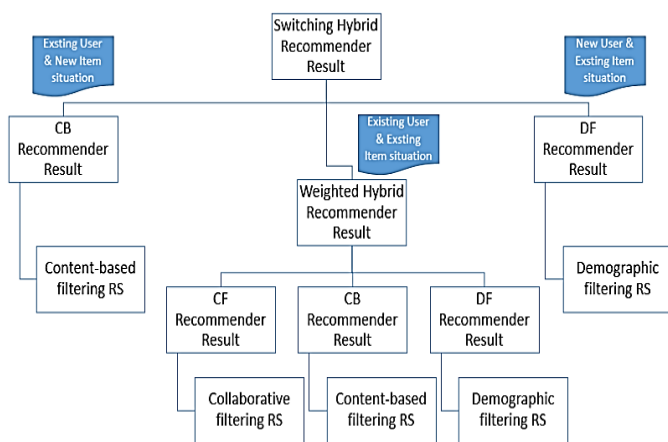 Switching Hybrid
Recommender
Result
Exsting User
& New Item
situation
New User &
Exsting Item
situation
CB
Recommender
Result
Existing User
& Exsting
Item situation
DF
Recommender
Result
Weighted Hybrid
Recommender
Result
Content-based
filtering RS
Demographic
filtering RS
CF
Recommender
Result
CB
Recommender
Result
DF
Recommender
Result
Collaborative
filtering RS
Content-based
filtering RS
Demographic
filtering RS